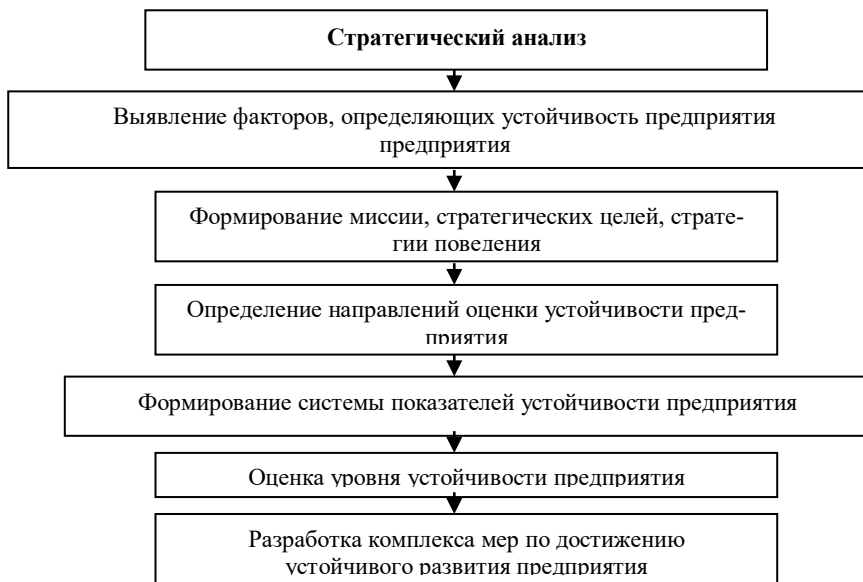 Стратегический анализ
Выявление факторов, определяющих устойчивость предприятия
предприятия
Формирование миссии, стратегических целей, страте-
гии поведения
Определение направлений оценки устойчивости пред-
приятия
Формирование системы показателей устойчивости предприятия
Оценка уровня устойчивости предприятия
Разработка комплекса мер по достижению
устойчивого развития предприятия